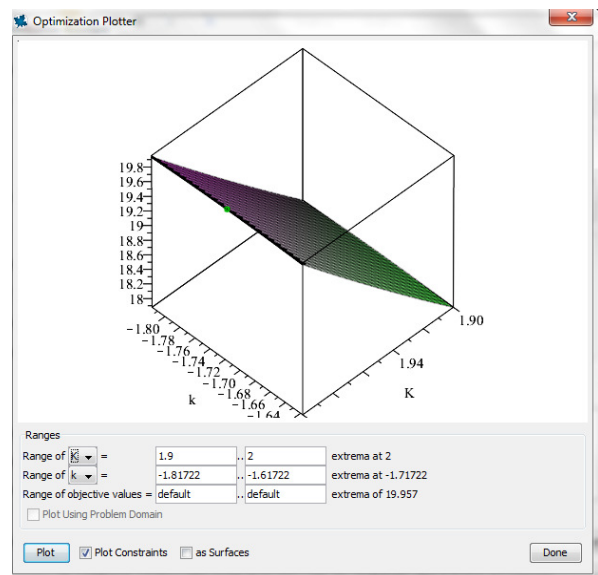 Optimization Plotter
19.8
19.6
19.4
19.2
19
18.8
18.6
18.4
18.2
18
-1.80
-1.78
-1.76
-1.74
-1.72
-1.70
-1.68
-1.66
-1.64
k
1.90
1.94
K
Ranges
Range of K = 1.9 .. 2 extrema at 2
Range of k = -1.81722 .. -1.61722 extrema at -1.71722
Range of objective values = default .. default extrema of 19.957
Plot Using Problem Domain
Plot Plot Constraints as Surfaces Done